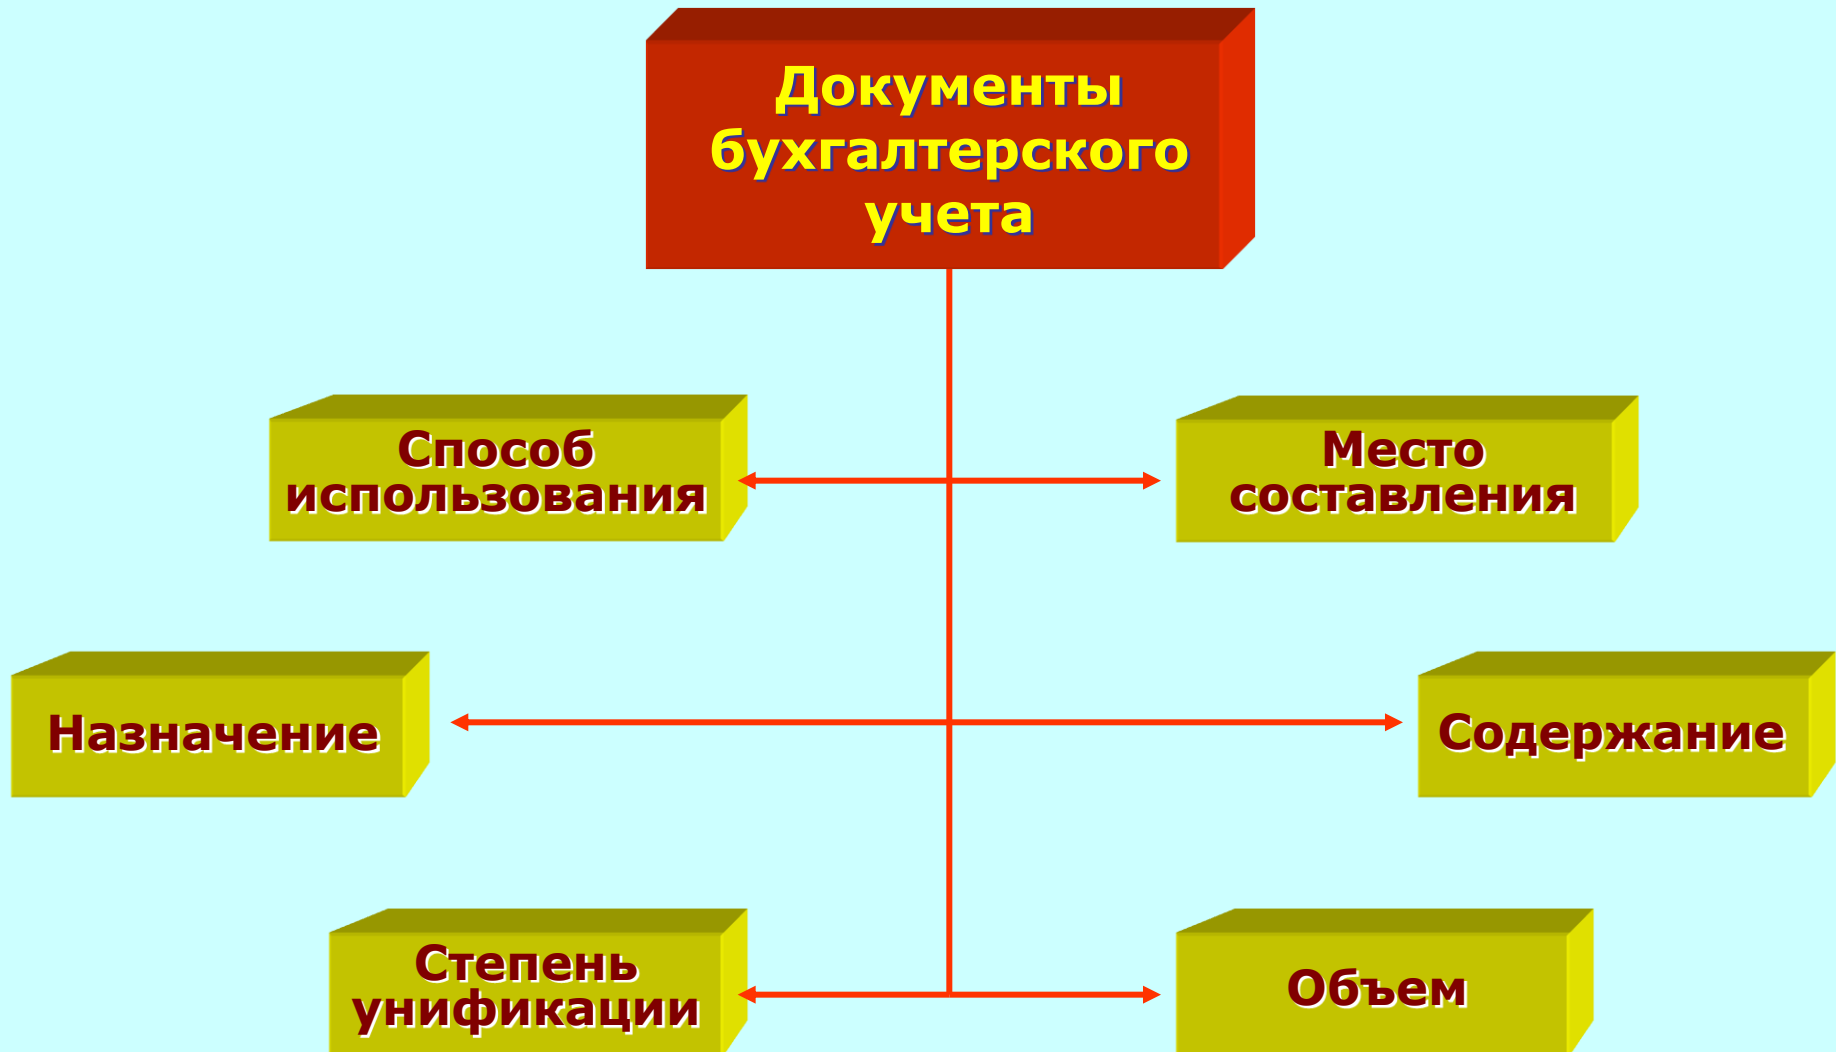 Документы
бухгалтерского
учета
Способ
использования
Место
составления
Назначение
Содержание
Степень
унификации
Объем